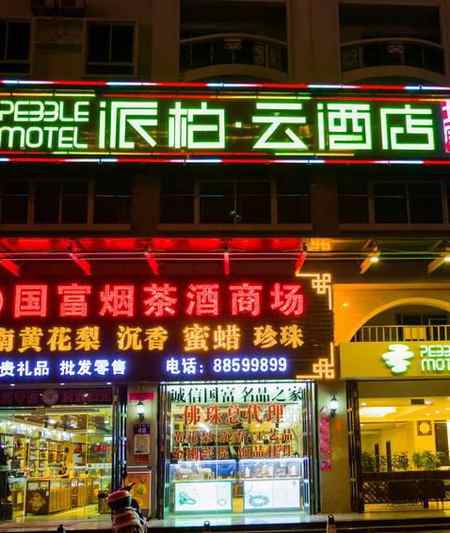 PEBBLE
MOTEL
派柏·云酒店
国富烟茶酒商场
南黄花梨 沉香 蜜蜡 珍珠
贵礼品 批发零售 电话：88599899
PEBBLE
MOT
诚信国富 名品之家
佛珠总代理